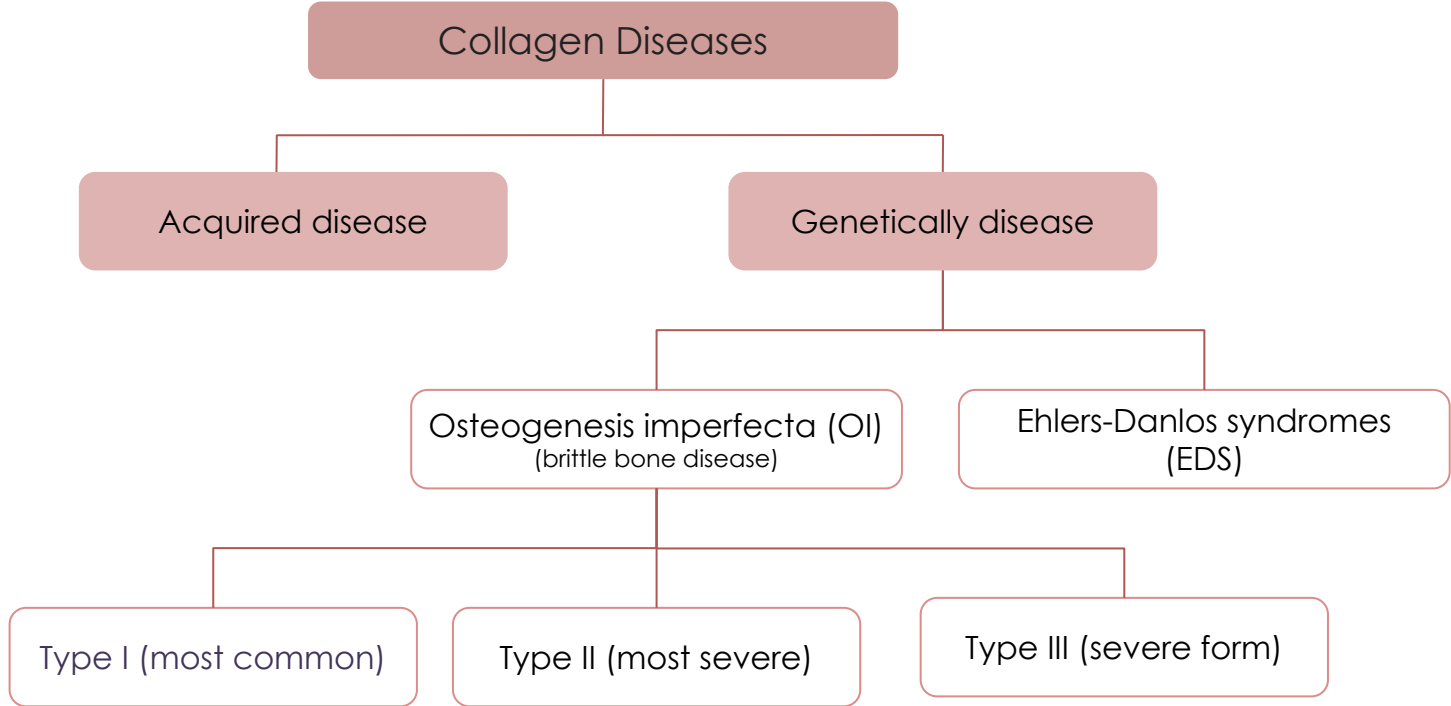 Collagen Diseases
Acquired disease
Genetically disease
Osteogenesis imperfecta (OI)
(brittle bone disease)
Ehlers-Danlos syndromes
(EDS)
Type I (most common)
Type II (most severe)
Type III (severe form)